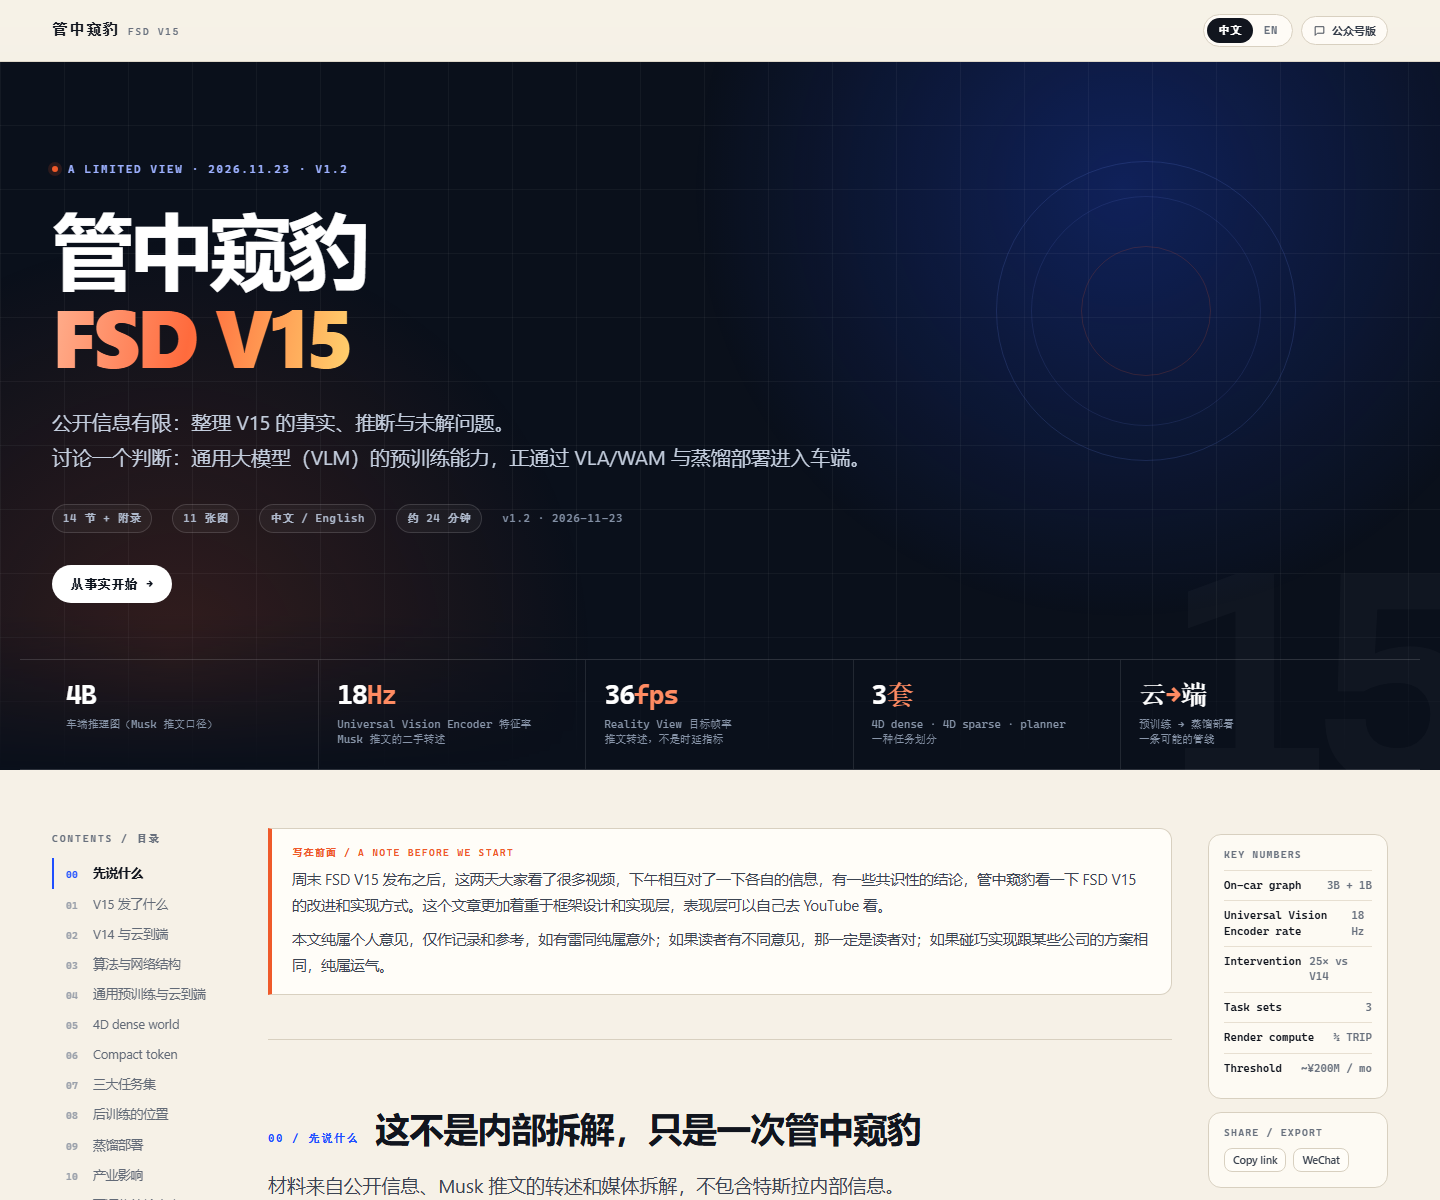 管中窥豹 FSD V15
中文 EN 公众号版
A LIMITED VIEW · 2026.11.23 · V1.2
管中窥豹
FSD V15
公开信息有限：整理 V15 的事实、推断与未解问题。
讨论一个判断：通用大模型（VLM）的预训练能力，正通过 VLA/WAM 与蒸馏部署进入车端。
14 节 + 附录 11 张图 中文 / English 约 24 分钟 v1.2 · 2026-11-23
从事实开始 →
15
4B
车端推理图（Musk 推文口径）
18Hz
Universal Vision Encoder 特征率
Musk 推文的二手转述
36fps
Reality View 目标帧率
推文转述，不是时延指标
3套
4D dense · 4D sparse · planner
一种任务划分
云→端
预训练 → 蒸馏部署
一条可能的管线
CONTENTS / 目录
00 先说什么
01 V15 发了什么
02 V14 与云到端
03 算法与网络结构
04 通用预训练与云到端
05 4D dense world
06 Compact token
07 三大任务集
08 后训练的位置
09 蒸馏部署
10 产业影响
写在前面 / A NOTE BEFORE WE START
周末 FSD V15 发布之后，这两天大家看了很多视频，下午相互对了一下各自的信息，有一些共识性的结论，管中窥豹看一下 FSD V15
的改进和实现方式。这个文章更加着重于框架设计和实现层，表现层可以自己去 YouTube 看。
本文纯属个人意见，仅作记录和参考，如有雷同纯属意外；如果读者有不同意见，那一定是读者对；如果碰巧实现跟某些公司的方案相
同，纯属运气。
00 / 先说什么 这不是内部拆解，只是一次管中窥豹
材料来自公开信息、Musk 推文的转述和媒体拆解，不包含特斯拉内部信息。
KEY NUMBERS
On-car graph 3B + 1B
Universal Vision Encoder rate 18 Hz
Intervention 25× vs V14
Task sets 3
Render compute ½ TRIP
Threshold ~¥200M / mo
SHARE / EXPORT
Copy link WeChat